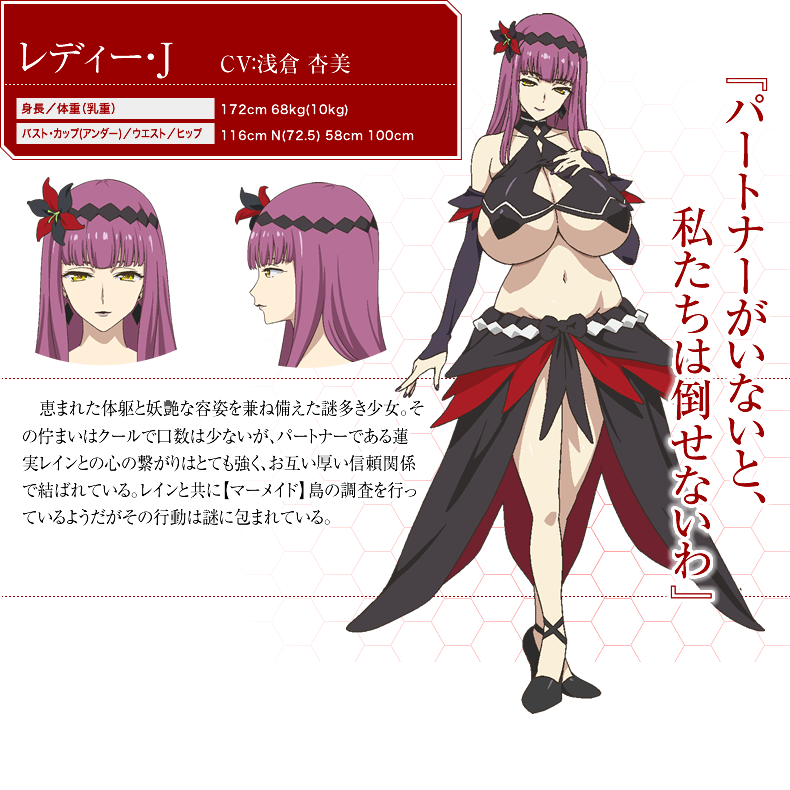 レディー・J
CV:浅倉 杏美
身長／体重（乳重）
172cm 68kg(10kg)
バスト・カップ(アンダー)／ウエスト／ヒップ
116cm N(72.5) 58cm 100cm
『パートナーがいないと、
私たちは倒せないわ』
恵まれた体躯と妖艶な容姿を兼ね備えた謎多き少女。そ
の佇まいはクールで口数は少ないが、パートナーである蓮
実レインとの心の繋がりはとても強く、お互い厚い信頼関係
で結ばれている。レインと共に【マーメイド】島の調査を行っ
ているようだがその行動は謎に包まれている。